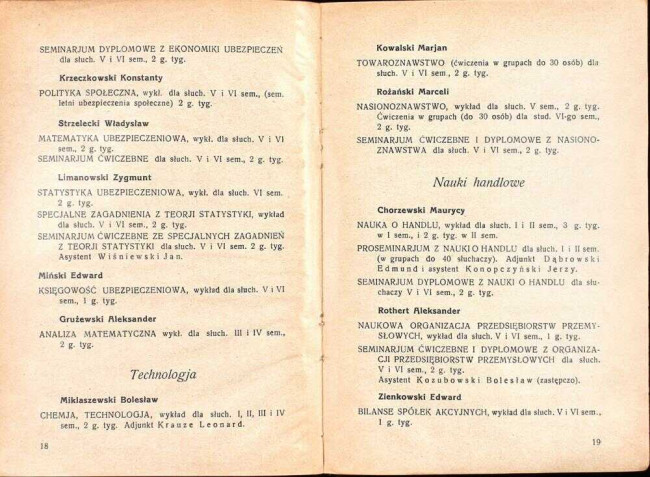 SEMINARJUM DYPLOMOWE Z EKONOMIKI UBEZPIECZEŃ
dla słuch. V i VI sem., 2 g. tyg.
Krzeczkowski Konstanty
POLITYKA SPOŁECZNA, wykł. dla słuch. V i VI sem., (sem.
letni ubezpieczenia społeczne) 2 g. tyg.
Strzelecki Władysław
MATEMATYKA UBEZPIECZENIOWA, wykł. dla słuch. V i VI
sem., 2 g. tyg.
SEMINARJUM ĆWICZEBNE dla słuch. V i VI sem., 2 g. tyg.
Limanowski Zygmunt
STATYSTYKA UBEZPIECZENIOWA, wykł. dla słuch. VI sem.
2 g. tyg.
SPECJALNE ZAGADNIENIA Z TEORJI STATYSTYKI, wykład
dla słuch. V i VI sem., 2 g. tyg.
SEMINARJUM ĆWICZEBNE ZE SPECJALNYCH ZAGADNIEŃ
Z TEORJI STATYSTYKI dla słuch. V i VI sem. 2 g. tyg.
Asystent Wiśniewski Jan.
Miński Edward
KSIĘGOWOŚĆ UBEZPIECZENIOWA, wykład dla słuch. V i VI
sem., 1 g. tyg.
Grużewski Aleksander
ANALIZA MATEMATYCZNA wykł. dla słuch. III i IV sem.,
2 g. tyg.
Technologja
Miklaszewski Bolesław
CHEMJA, TECHNOLOGJA, wykład dla słuch. I, II, III i IV
sem., 2 g. tyg. Adjunkt Krauze Leonard.
18
Kowalski Marjan
TOWAROZNAWSTWO (ćwiczenia w grupach do 30 osób) dla
słuch. V i VI sem., 2 g. tyg.
Rożański Marceli
NASIONOZNAWSTWO, wykład dla słuch. V sem., 2 g. tyg.
Ćwiczenia w grupach (do 30 osób) dla stud. VI-go sem.,
2 g. tyg.
SEMINARJUM ĆWICZEBNE I DYPLOMOWE Z NASIONO-
ZNAWSTWA dla słuch. V i VI sem., 2 g. tyg.
Nauki handlowe
Chorzewski Maurycy
NAUKA O HANDLU, wykład dla słuch. I i II sem., 3 g. tyg.
w I sem., i 2 g. tyg. w II sem.
PROSEMINARJUM Z NAUKI O HANDLU dla słuch. I i II sem.
(w grupach do 40 słuchaczy). Adjunkt Dąbrowski
Edmund i asystent Konopczyński Jerzy.
SEMINARJUM DYPLOMOWE Z NAUKI O HANDLU dla słu-
chaczy V i VI sem., 2 g. tyg.
Rothert Aleksander
NAUKOWA ORGANIZACJA PRZEDSIĘBIORSTW PRZEMY-
SŁOWYCH, wykład dla słuch. V i VI sem., 1 g. tyg.
SEMINARJUM ĆWICZEBNE I DYPLOMOWE Z ORGANIZA-
CJI PRZEDSIĘBIORSTW PRZEMYSŁOWYCH dla słuch.
V i VI sem., 2 g. tyg.
Asystent Kozubowski Bolesław (zastępczo).
Zienkowski Edward
BILANSE SPÓŁEK AKCYJNYCH, wykład dla słuch. V i VI sem.,
1 g. tyg.
19